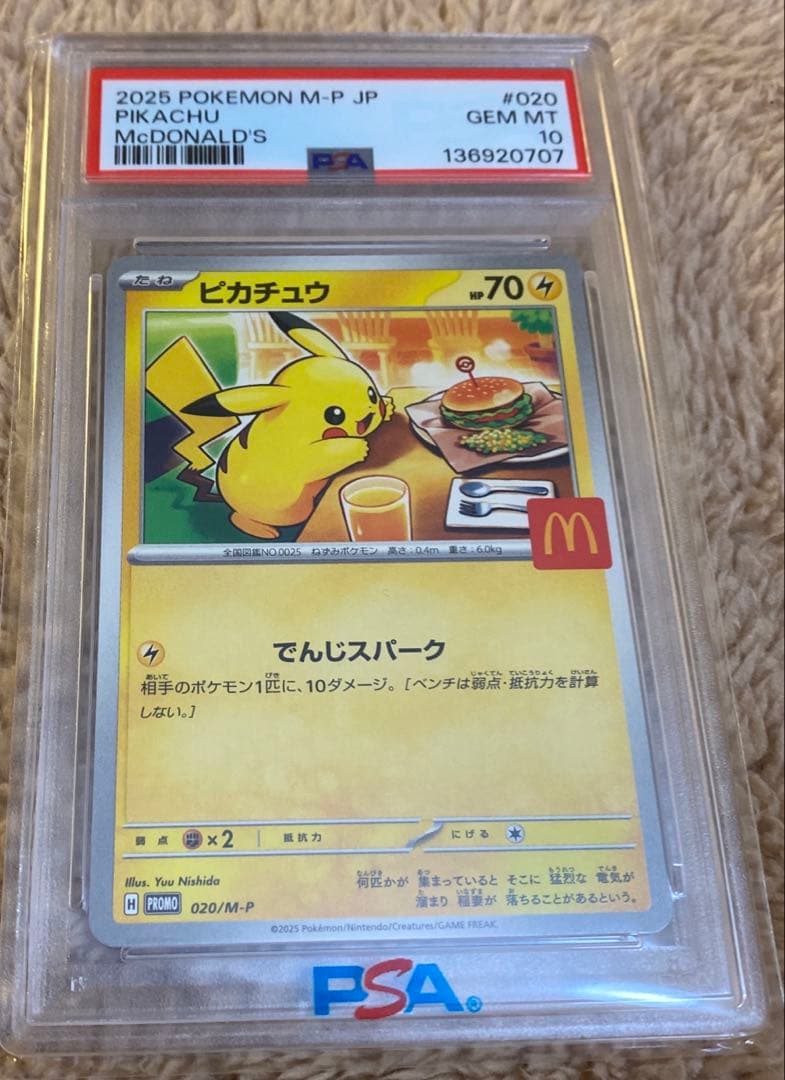 2025 POKEMON M-P JP #020
PIKACHU GEM MT
McDONALD'S 10
136920707
PSA
たね ピカチュウ HP70
M
全国図鑑NO.0025 ねずみポケモン 高さ:0.4m 重さ:6.0kg
でんじスパーク
相手のポケモン1匹に、10ダメージ。[ベンチは弱点・抵抗力を計算
しない。]
弱点 ×2 抵抗力 にげる
Illus. Yuu Nishida
H PROMO 020/M-P
何匹かが 集まっていると そこに 猛烈な 電気が
溜まり 稲妻が 落ちることがあるという。
©2025 Pokémon/Nintendo/Creatures/GAME FREAK.
PSA